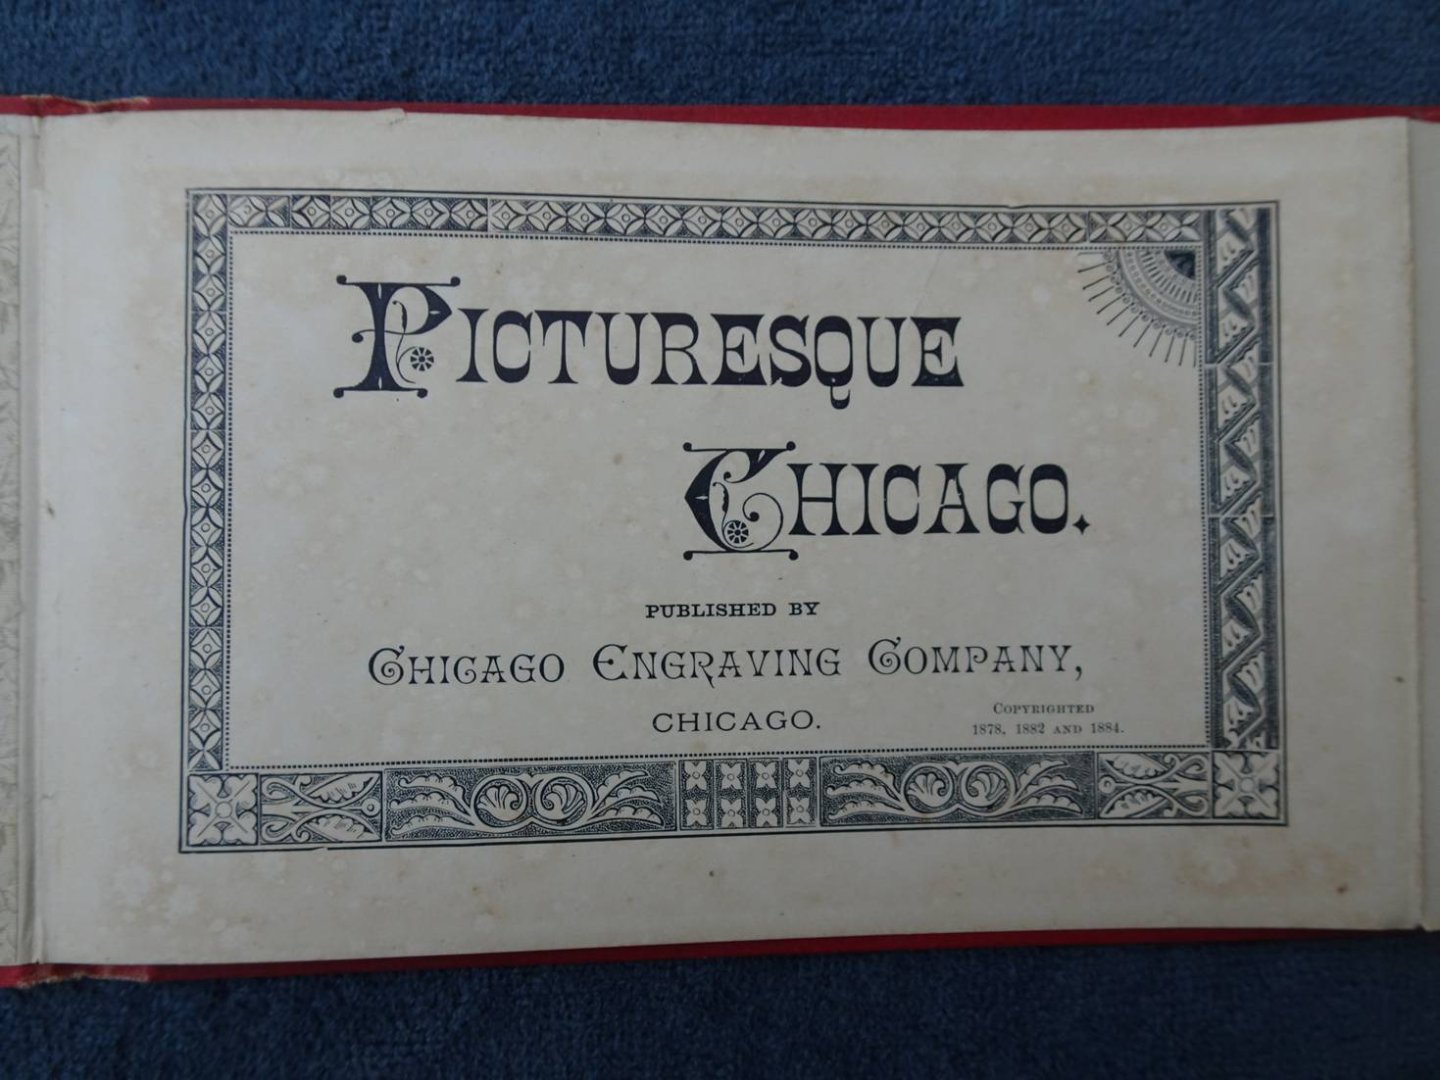 PICTURESQUE
CHICAGO.
PUBLISHED BY
CHICAGO ENGRAVING COMPANY,
CHICAGO.
COPYRIGHTED
1878, 1882 AND 1884.